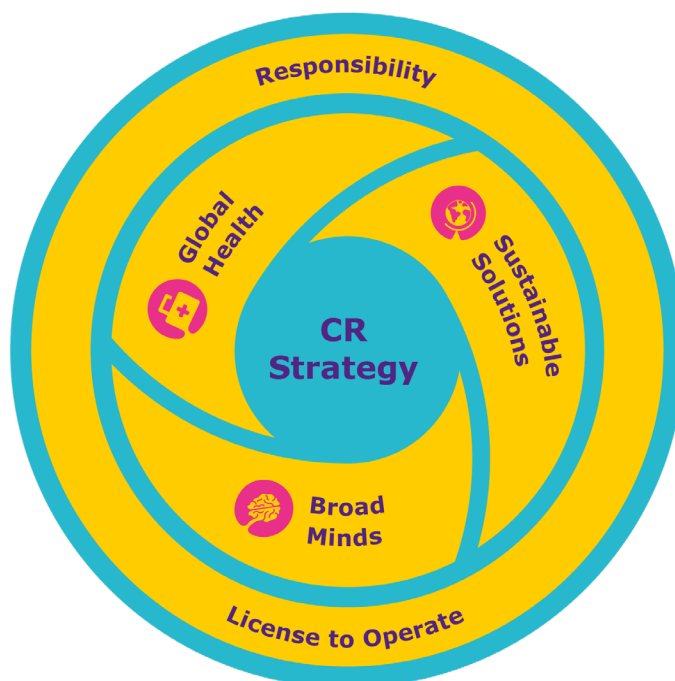 Responsibility
Global
Health
Sustainable
Solutions
CR
Strategy
Broad
Minds
License to Operate